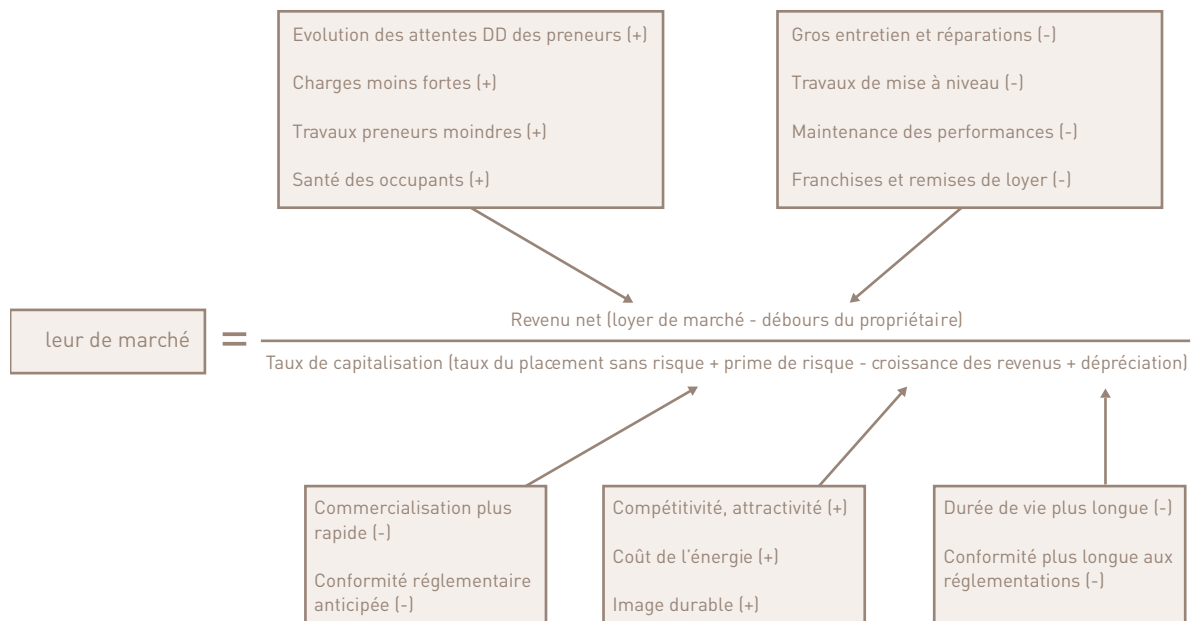 Evolution des attentes DD des preneurs (+)
Charges moins fortes (+)
Travaux preneurs moindres (+)
Santé des occupants (+)
Gros entretien et réparations (-)
Travaux de mise à niveau (-)
Maintenance des performances (-)
Franchises et remises de loyer (-)
leur de marché
=
Revenu net (loyer de marché - débours du propriétaire)
Taux de capitalisation (taux du placement sans risque + prime de risque - croissance des revenus + dépréciation)
Commercialisation plus
rapide (-)
Conformité réglementaire
anticipée (-)
Compétitivité, attractivité (+)
Coût de l'énergie (+)
Image durable (+)
Durée de vie plus longue (-)
Conformité plus longue aux
réglementations (-)